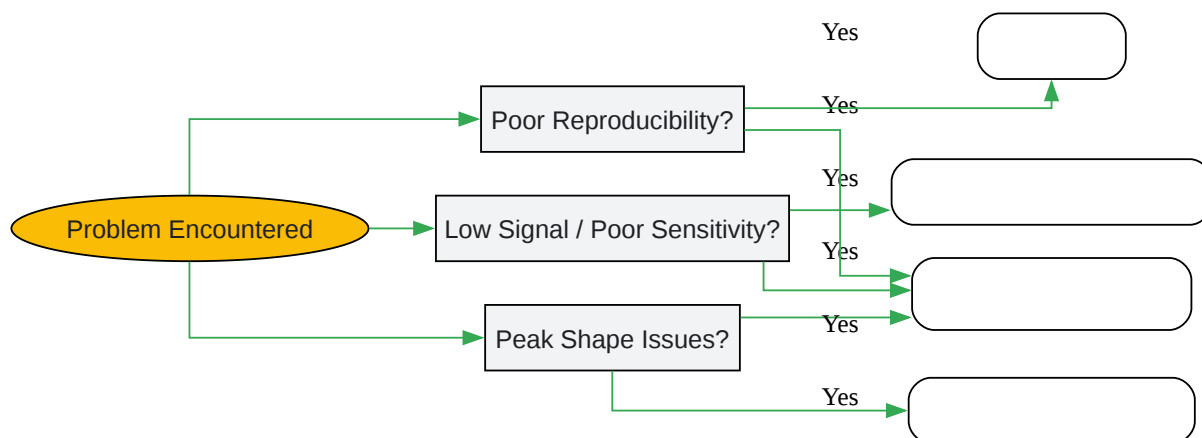 Yes
Yes
Poor Reproducibility?
Yes
Problem Encountered
Low Signal / Poor Sensitivity?
Yes
Yes
Peak Shape Issues?
Yes